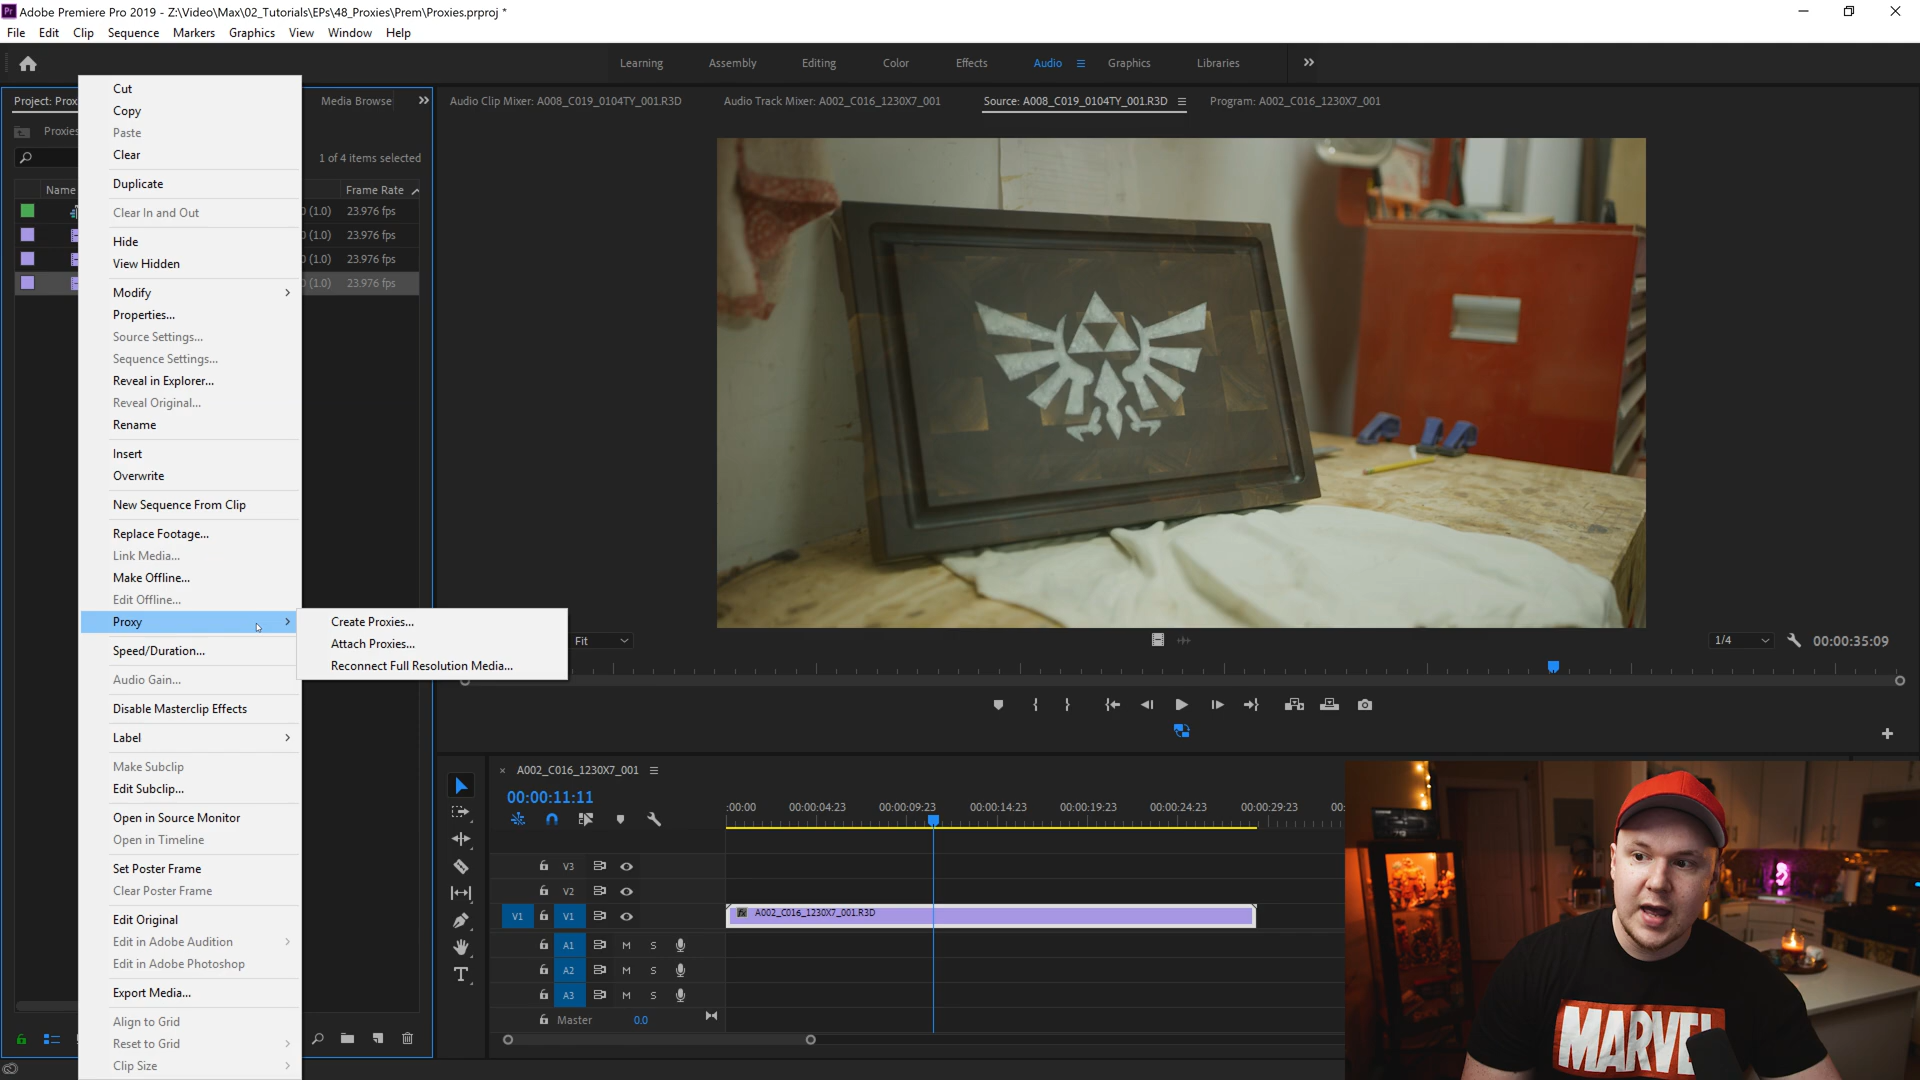 Adobe Premiere Pro 2019 - Z:\Video\Max\02_Tutorials\EPs\48_Proxies\Prem\Proxies.prproj *
File Edit Clip Sequence Markers Graphics View Window Help
Learning Assembly Editing Color Effects Audio Graphics Libraries
Project: Prox
Media Browse
Audio Clip Mixer: A008_C019_0104TY_001.R3D
Audio Track Mixer: A002_C016_1230X7_001
Source: A008_C019_0104TY_001.R3D
Program: A002_C016_1230X7_001
Proxies
1 of 4 items selected
Name Frame Rate
(1.0) 23.976 fps
(1.0) 23.976 fps
(1.0) 23.976 fps
(1.0) 23.976 fps
Cut
Copy
Paste
Clear
Duplicate
Clear In and Out
Hide
View Hidden
Modify
Properties...
Source Settings...
Sequence Settings...
Reveal in Explorer...
Reveal Original...
Rename
Insert
Overwrite
New Sequence From Clip
Replace Footage...
Link Media...
Make Offline...
Edit Offline...
Proxy
Speed/Duration...
Audio Gain...
Disable Masterclip Effects
Label
Make Subclip
Edit Subclip...
Open in Source Monitor
Open in Timeline
Set Poster Frame
Clear Poster Frame
Edit Original
Edit in Adobe Audition
Edit in Adobe Photoshop
Export Media...
Align to Grid
Reset to Grid
Clip Size
Create Proxies...
Attach Proxies...
Reconnect Full Resolution Media...
Fit
1/4
00:00:35:09
A002_C016_1230X7_001
00:00:11:11
:00:00 00:00:04:23 00:00:09:23 00:00:14:23 00:00:19:23 00:00:24:23 00:00:29:23 00:
V3
V2
V1 V1
A002_C016_1230X7_001.R3D
A1 M S
A2 M S
A3 M S
Master 0.0
MARVEL